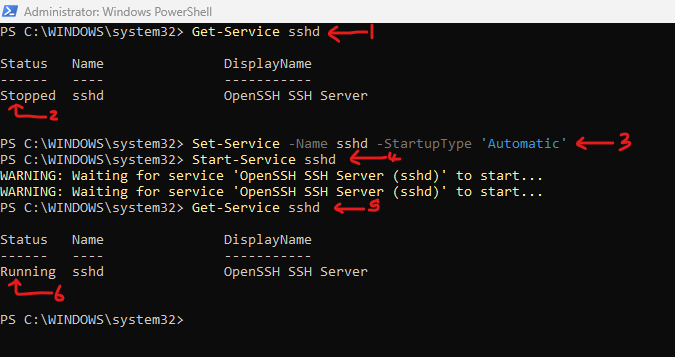 Administrator: Windows PowerShell
PS C:\WINDOWS\system32> Get-Service sshd 1
Status Name DisplayName
------ ---- -----------
Stopped sshd OpenSSH SSH Server
2
PS C:\WINDOWS\system32> Set-Service -Name sshd -StartupType 'Automatic' 3
PS C:\WINDOWS\system32> Start-Service sshd 4
WARNING: Waiting for service 'OpenSSH SSH Server (sshd)' to start...
WARNING: Waiting for service 'OpenSSH SSH Server (sshd)' to start...
PS C:\WINDOWS\system32> Get-Service sshd 5
Status Name DisplayName
------ ---- -----------
Running sshd OpenSSH SSH Server
6
PS C:\WINDOWS\system32>